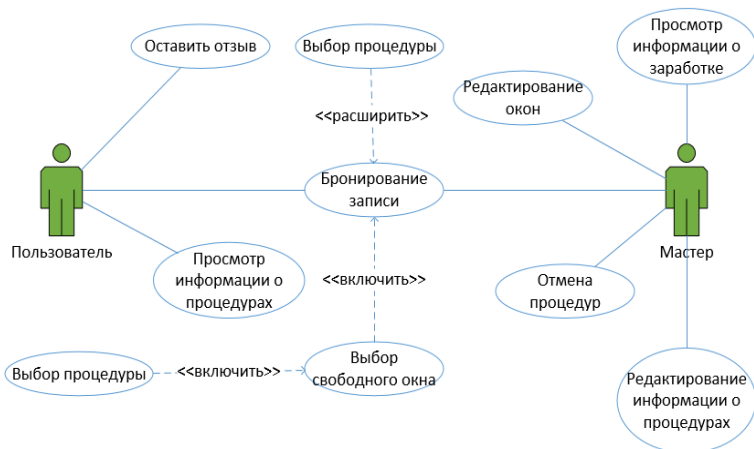 Оставить отзыв
Выбор процедуры
Просмотр
информации о
заработке
Редактирование
окон
<<расширить>>
Бронирование
записи
Пользователь
Мастер
Просмотр
информации о
процедурах
<<включить>>
Отмена
процедур
Выбор процедуры
<<включить>>
Выбор
свободного окна
Редактирование
информации о
процедурах